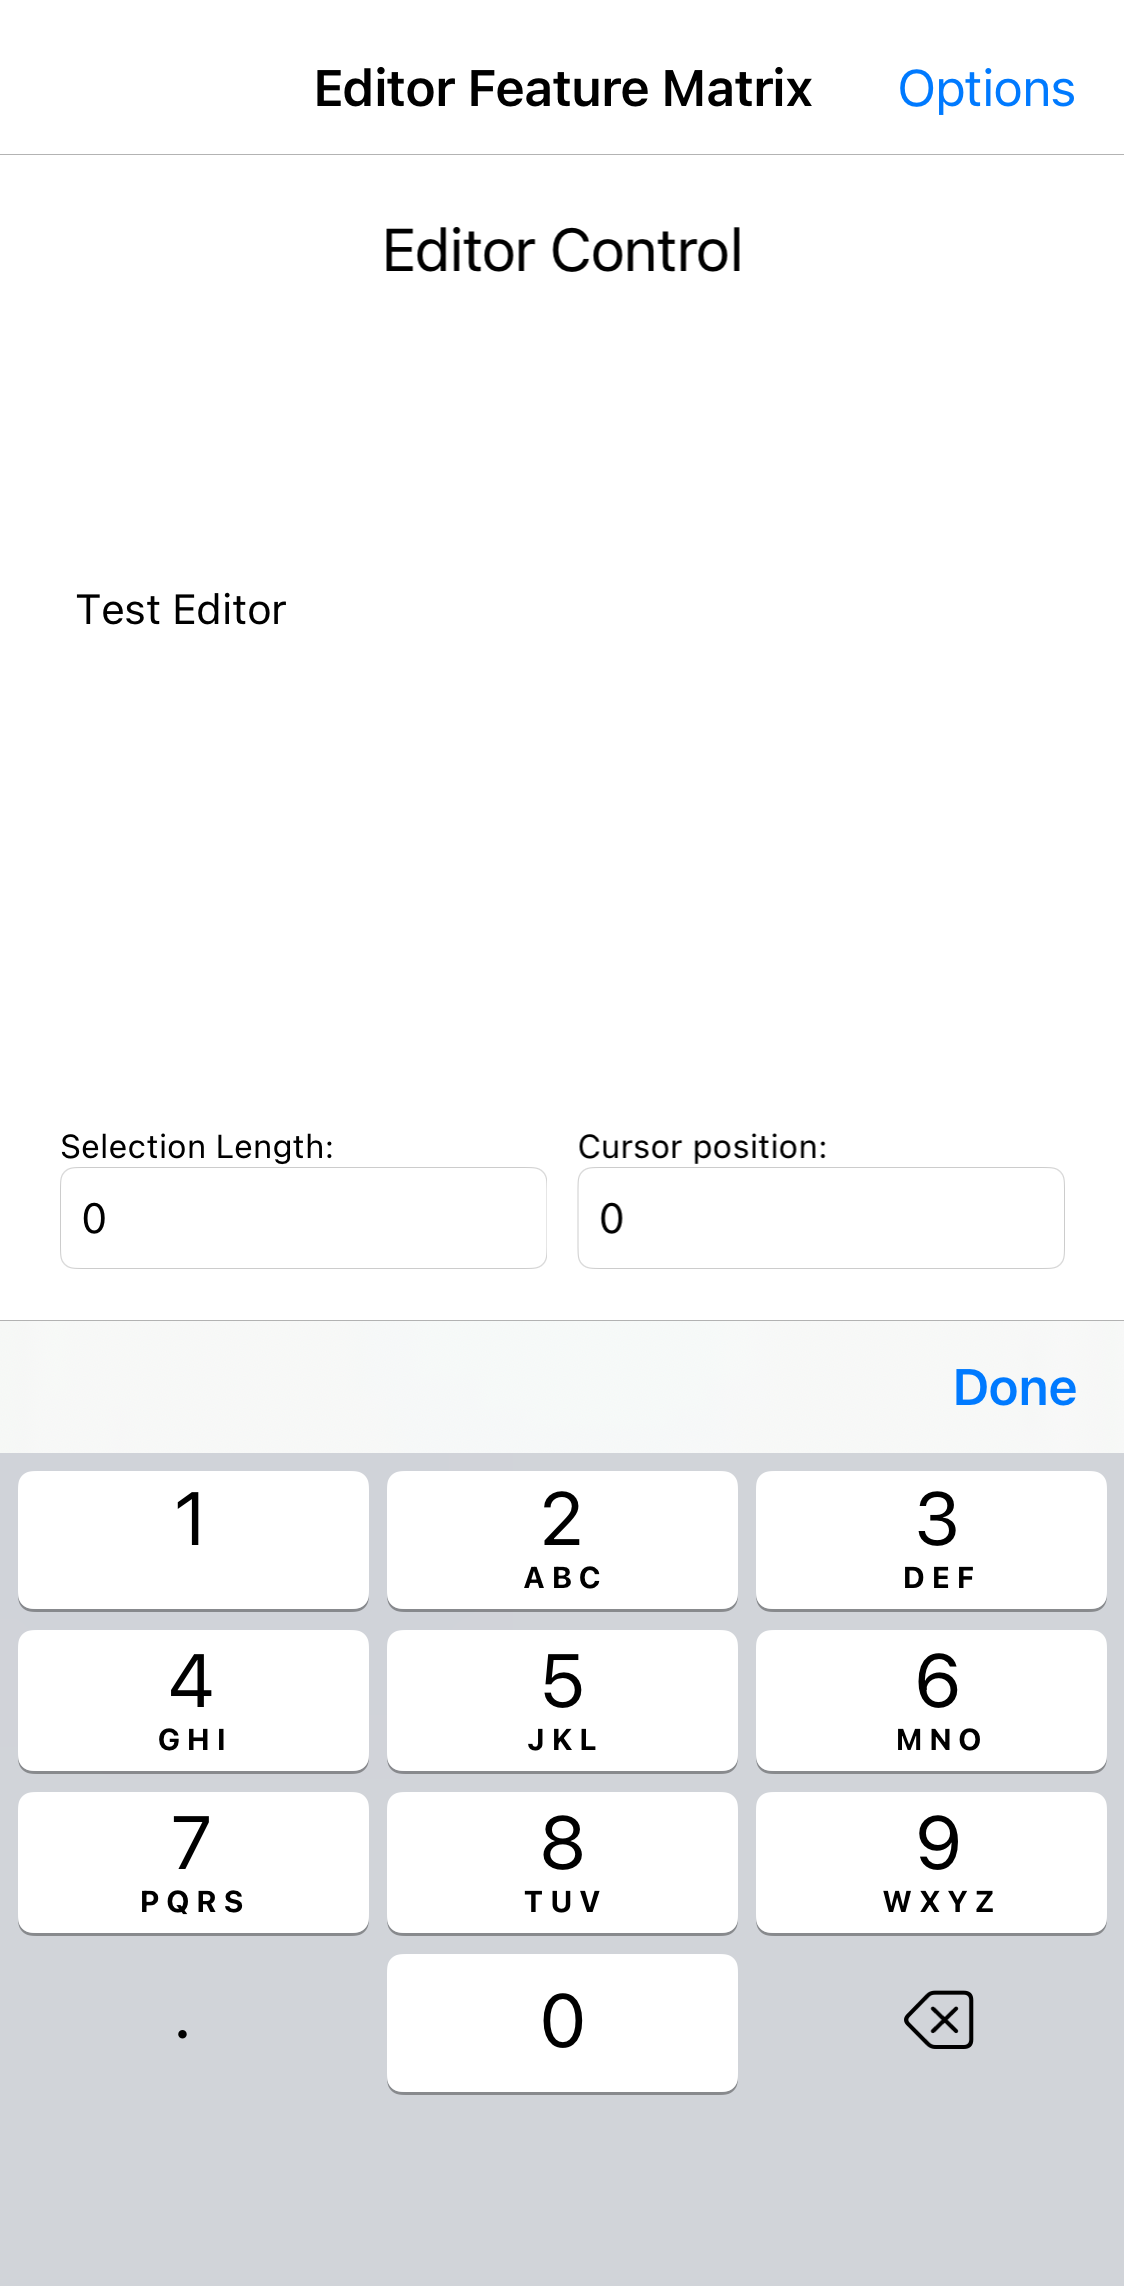 Editor Feature Matrix Options
Editor Control
Test Editor
Selection Length: Cursor position:
0 0
Done
1 2 3
ABC DEF
4 5 6
GHI JKL MNO
7 8 9
PQRS TUV WXYZ
. 0